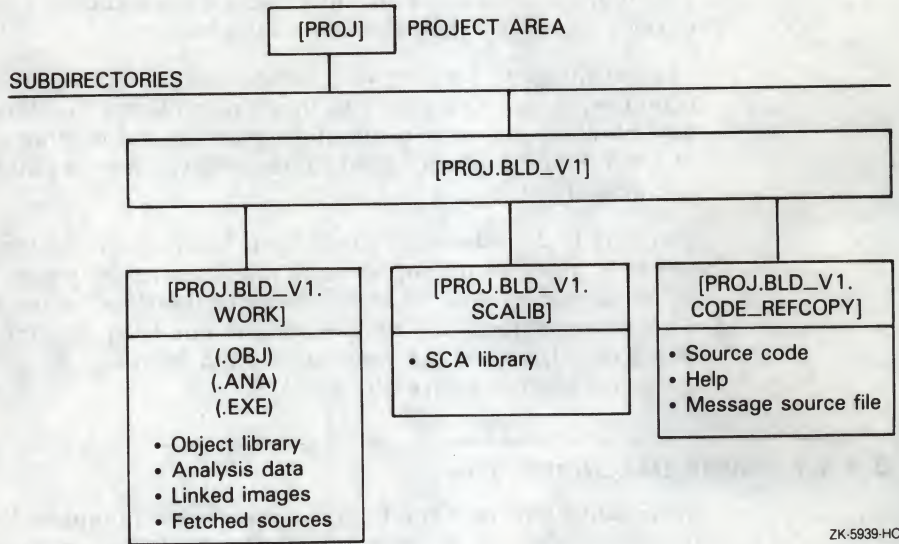 [PROJ] PROJECT AREA
SUBDIRECTORIES
[PROJ.BLD_V1]
[PROJ.BLD_V1.
WORK]
(.OBJ)
(.ANA)
(.EXE)
• Object library
• Analysis data
• Linked images
• Fetched sources
[PROJ.BLD_V1.
SCALIB]
• SCA library
[PROJ.BLD_V1.
CODE_REFCOPY]
• Source code
• Help
• Message source file
ZK-5939-HC